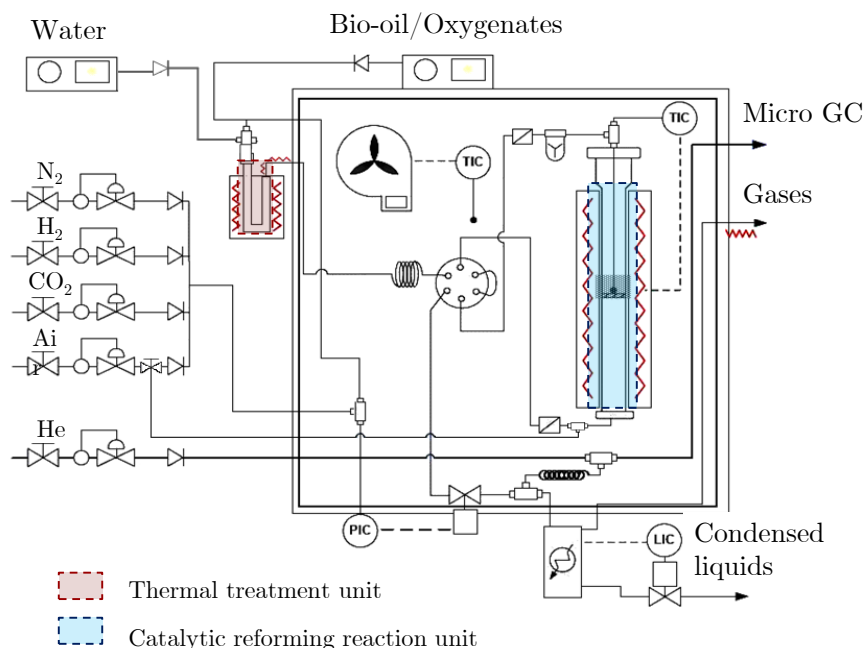 Water
Bio-oil/Oxygenates
TIC
Micro GC
TIC
N2
Gases
H2
CO2
Ai
r
He
PIC
LIC
Condensed
liquids
Thermal treatment unit
Catalytic reforming reaction unit